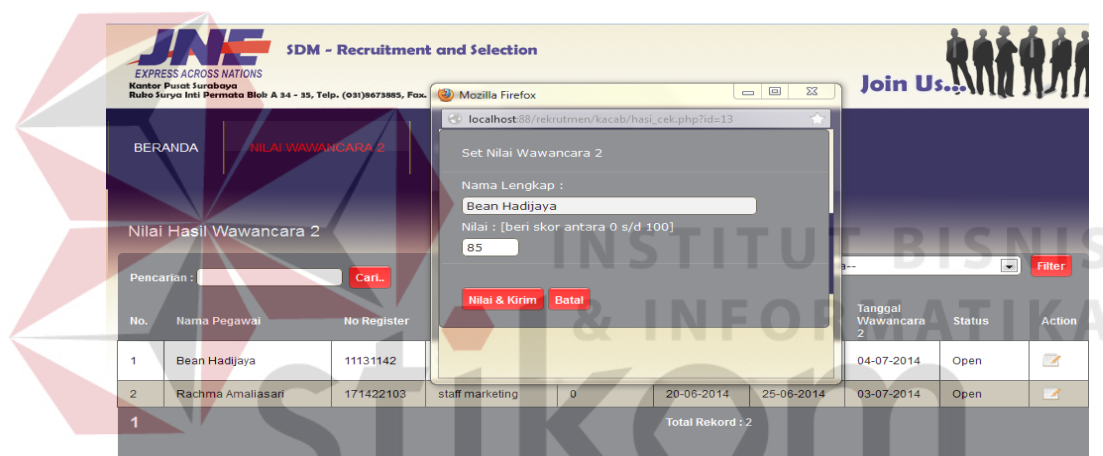 JNE
EXPRESS ACROSS NATIONS
SDM - Recruitment and Selection
Kantor Pusat Surabaya
Ruko Surya Inti Permata Blok A 34 - 35, Telp. (031)8673885, Fax.
Join Us...
Mozilla Firefox
localhost:88/rekrutmen/kacab/hasi_cek.php?id=13
BERANDA
NILAI WAWANCARA 2
Set Nilai Wawancara 2
Nama Lengkap :
Bean Hadijaya
Nilai : [beri skor antara 0 s/d 100]
85
Nilai & Kirim Batal
Nilai Hasil Wawancara 2
Pencarian : Cari.. a-- Filter
No. Nama Pegawai No Register Tanggal Wawancara 2 Status Action
1 Bean Hadijaya 11131142 04-07-2014 Open
2 Rachma Amaliasari 171422103 staff marketing 0 20-06-2014 25-06-2014 03-07-2014 Open
1 Total Rekord : 2
INSTITUT BISNIS
& INFORMATIKA
stikom